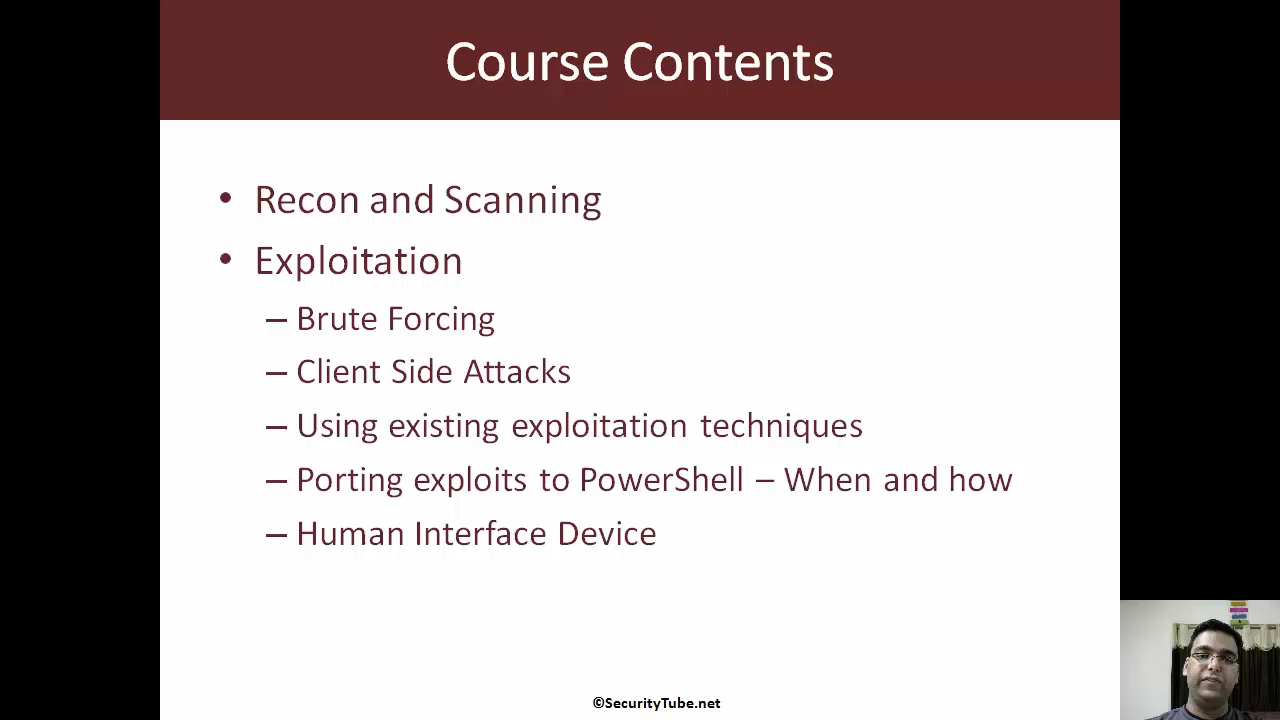 Course Contents
• Recon and Scanning
• Exploitation
– Brute Forcing
– Client Side Attacks
– Using existing exploitation techniques
– Porting exploits to PowerShell – When and how
– Human Interface Device
©SecurityTube.net